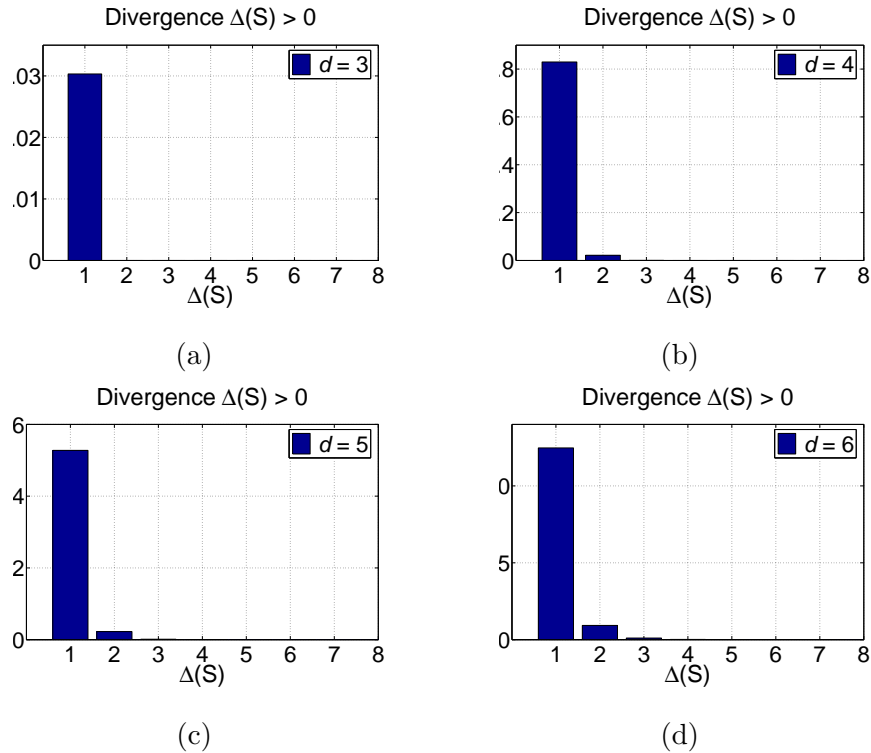 Divergence Δ(S) > 0
.03
.02
.01
0
d = 3
1 2 3 4 5 6 7 8
Δ(S)
(a)
Divergence Δ(S) > 0
.8
.6
.4
.2
0
d = 4
1 2 3 4 5 6 7 8
Δ(S)
(b)
Divergence Δ(S) > 0
6
4
2
0
d = 5
1 2 3 4 5 6 7 8
Δ(S)
(c)
Divergence Δ(S) > 0
0
5
0
d = 6
1 2 3 4 5 6 7 8
Δ(S)
(d)